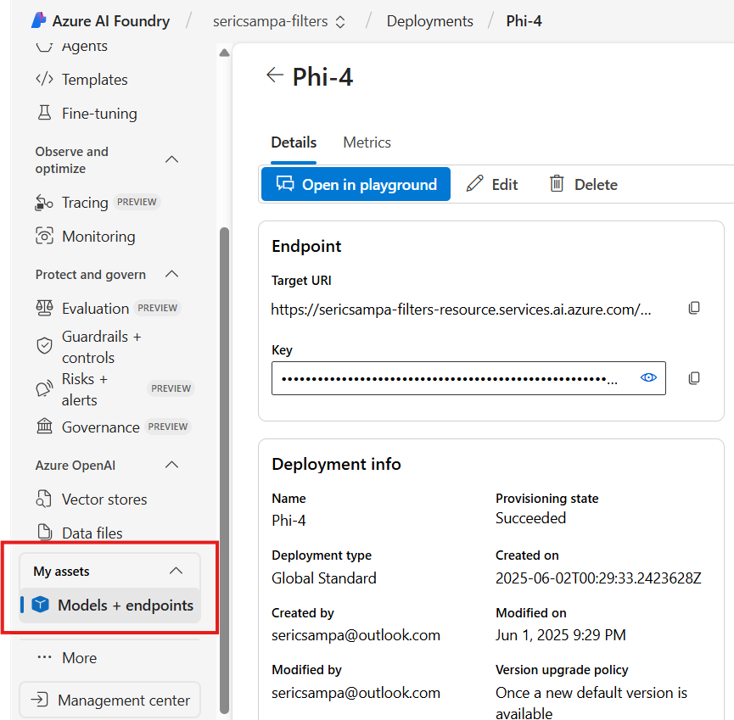 Azure AI Foundry / sericsampa-filters / Deployments / Phi-4
Agents
Templates
Fine-tuning
Observe and
optimize
Tracing PREVIEW
Monitoring
Protect and govern
Evaluation PREVIEW
Guardrails +
controls
Risks +
alerts PREVIEW
Governance PREVIEW
Azure OpenAI
Vector stores
Data files
My assets
Models + endpoints
More
Management center
Phi-4
Details Metrics
Open in playground Edit Delete
Endpoint
Target URI
https://sericsampa-filters-resource.services.ai.azure.com/...
Key
Deployment info
Name
Phi-4
Provisioning state
Succeeded
Deployment type
Global Standard
Created on
2025-06-02T00:29:33.2423628Z
Created by
sericsampa@outlook.com
Modified on
Jun 1, 2025 9:29 PM
Modified by
sericsampa@outlook.com
Version upgrade policy
Once a new default version is
available